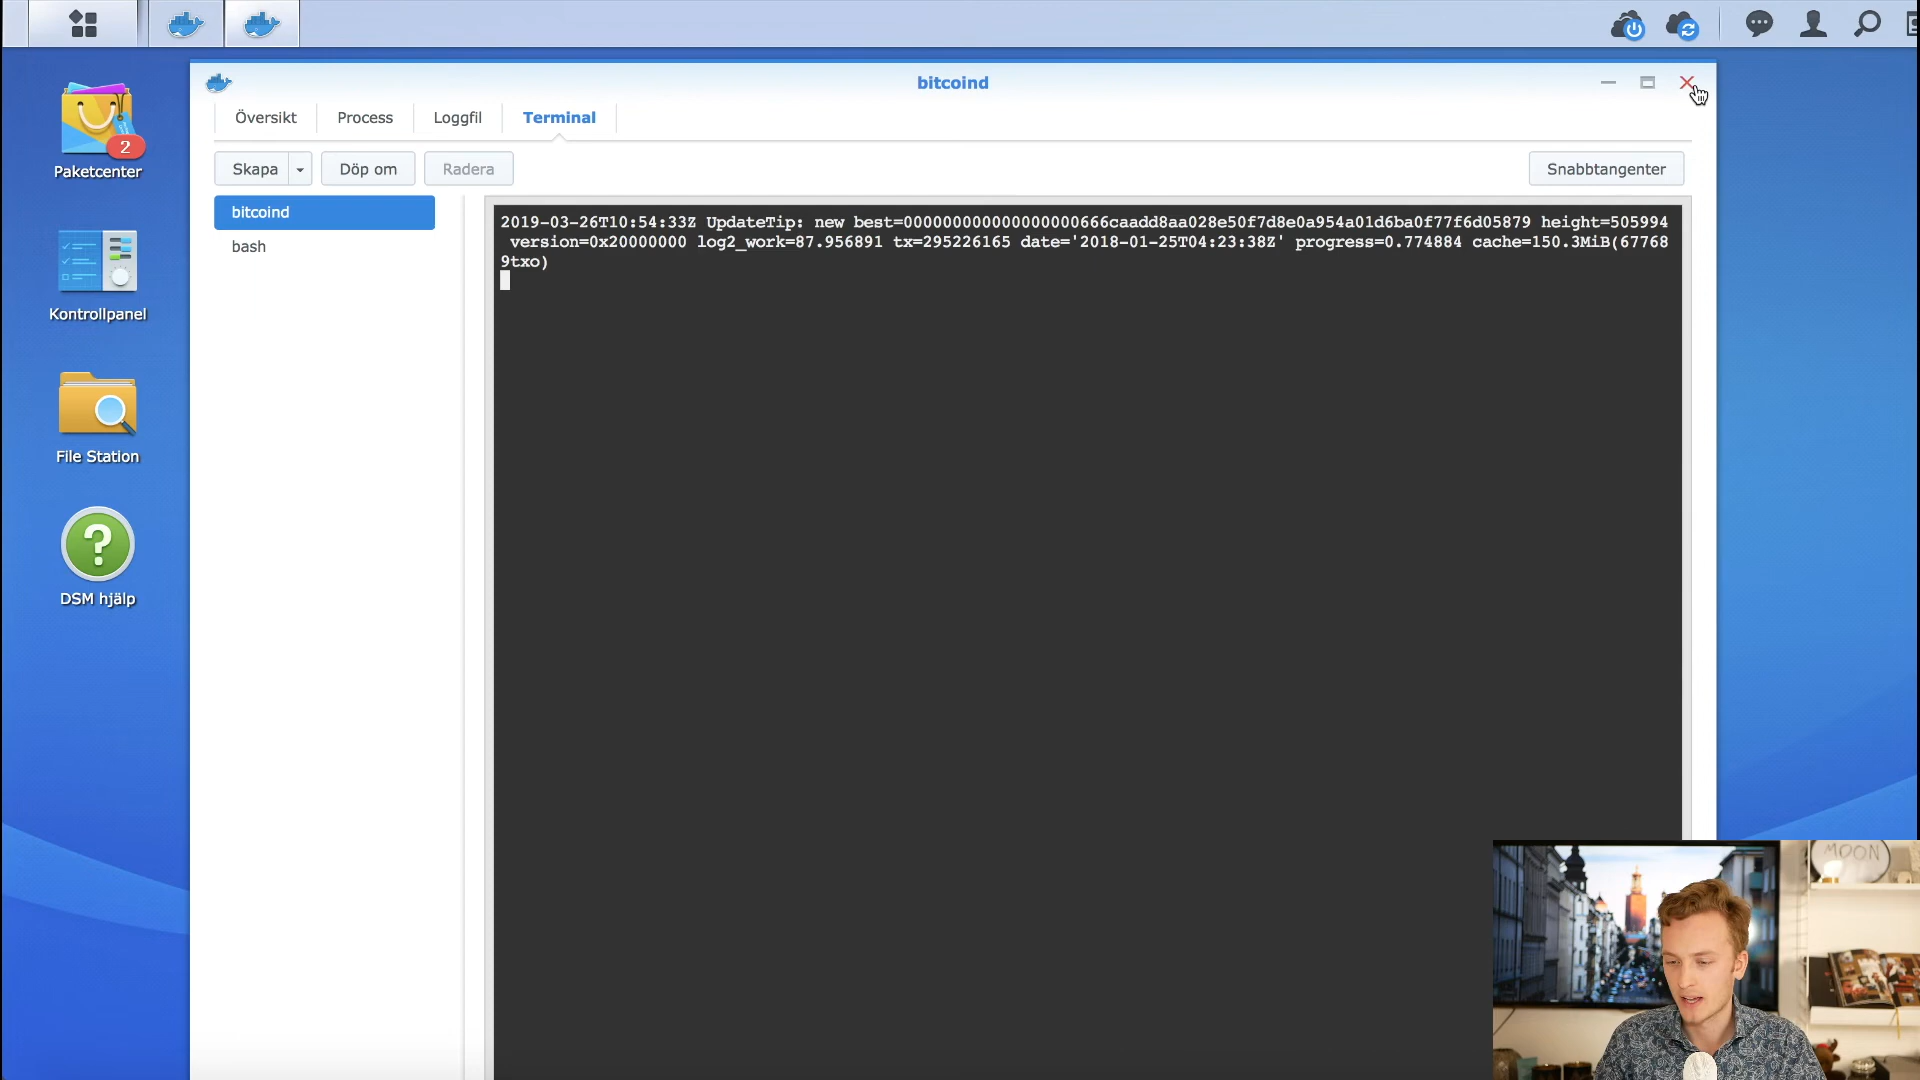 bitcoind
Översikt
Process
Loggfil
Terminal
Skapa
Döp om
Radera
Snabbtangenter
bitcoind
bash
2019-03-26T10:54:33Z UpdateTip: new best=0000000000000000000666caadd8aa028e50f7d8e0a954a01d6ba0f77f6d05879 height=505994
version=0x20000000 log2_work=87.956891 tx=295226165 date='2018-01-25T04:23:38Z' progress=0.774884 cache=150.3MiB(67768
9txo)
2
Paketcenter
Kontrollpanel
File Station
?
DSM hjälp
MOON